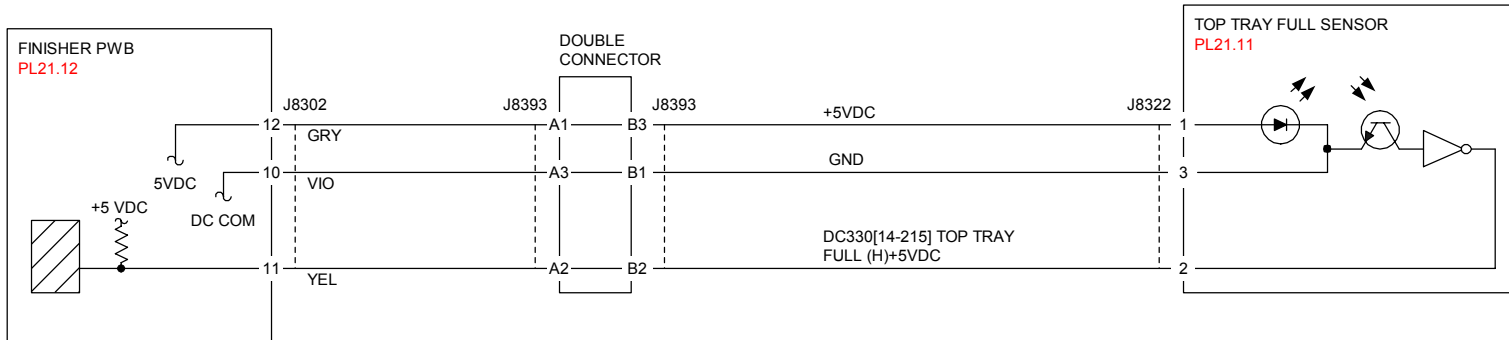 FINISHER PWB
PL21.12
DOUBLE
CONNECTOR
TOP TRAY FULL SENSOR
PL21.11
J8302
J8393
J8393
J8322
12
GRY
A1
B3
+5VDC
1
5VDC
10
VIO
A3
B1
GND
3
DC COM
+5 VDC
11
YEL
A2
B2
DC330[14-215] TOP TRAY
FULL (H)+5VDC
2